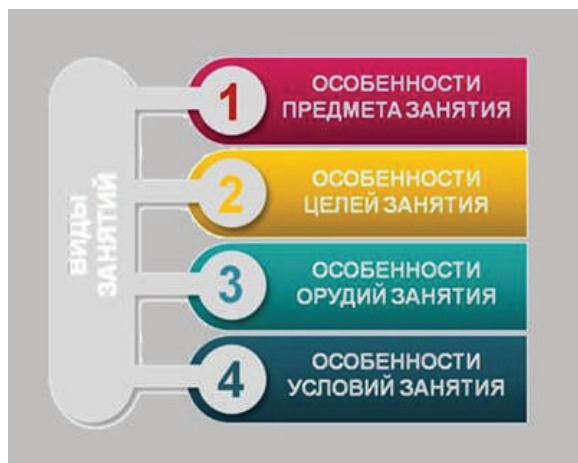 ВИДЫ
ЗАНЯТИЙ
1
ОСОБЕННОСТИ
ПРЕДМЕТА ЗАНЯТИЯ
2
ОСОБЕННОСТИ
ЦЕЛЕЙ ЗАНЯТИЯ
3
ОСОБЕННОСТИ
ОРУДИЙ ЗАНЯТИЯ
4
ОСОБЕННОСТИ
УСЛОВИЙ ЗАНЯТИЯ